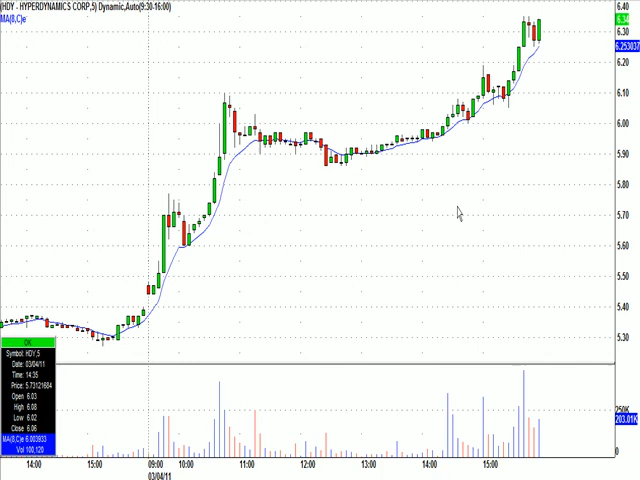 (HDY - HYPERDYNAMICS CORP,5) Dynamic,Auto(9:30-16:00)
MA(8,C)e
6.40
6.34
6.30
6.253037
6.20
6.10
6.00
5.90
5.80
5.70
5.60
5.50
5.40
5.30
OK
Symbol: HDY,5
Date: 03/04/11
Time: 14:35
Price: 5.73121684
Open 6.03
High 6.08
Low 6.02
Close 6.06
MA(8,C)e 6.003933
Vol 100,120
250K
203.01K
0
14:00 15:00 09:00 10:00 11:00 12:00 13:00 14:00 15:00
03/04/11